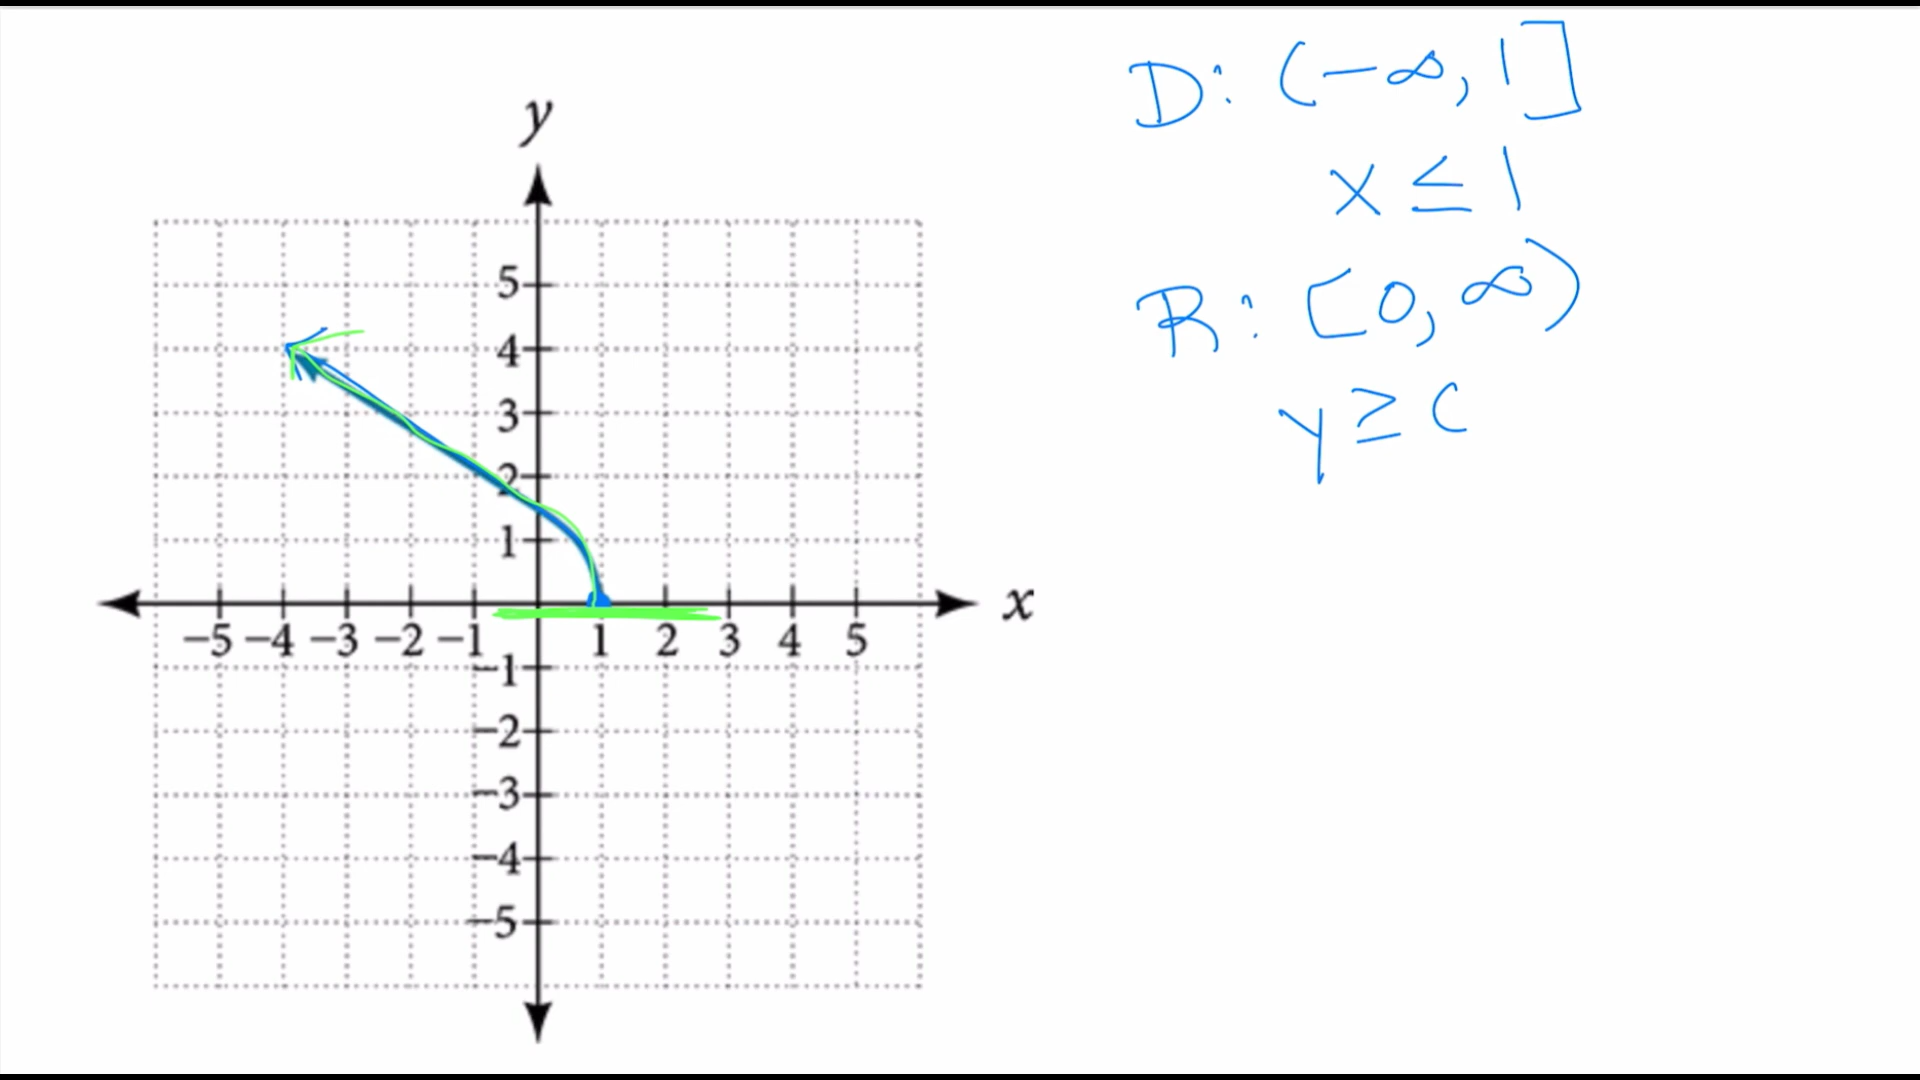 D: (-∞, 1]
x ≤ 1
R: [0, ∞)
y ≥ C
y
5
4
3
2
1
x
−5 −4 −3 −2 −1 1 2 3 4 5
−1
−2
−3
−4
−5